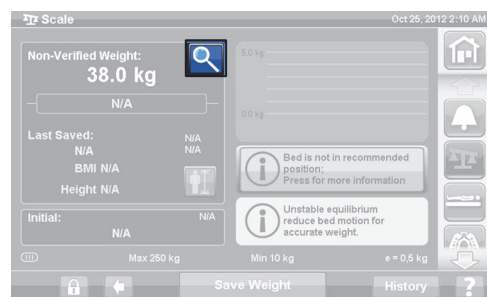 Scale
Oct 25, 2012 2:10 AM
Non-Verified Weight:
38.0 kg
N/A
Last Saved:
N/A
N/A
N/A
BMI N/A
Height N/A
Initial:
N/A
N/A
5.0 kg
0.0 kg
Bed is not in recommended
position;
Press for more information
Unstable equilibrium
reduce bed motion for
accurate weight.
Max 250 kg
Min 10 kg
e = 0,5 kg
Save Weight
History
?